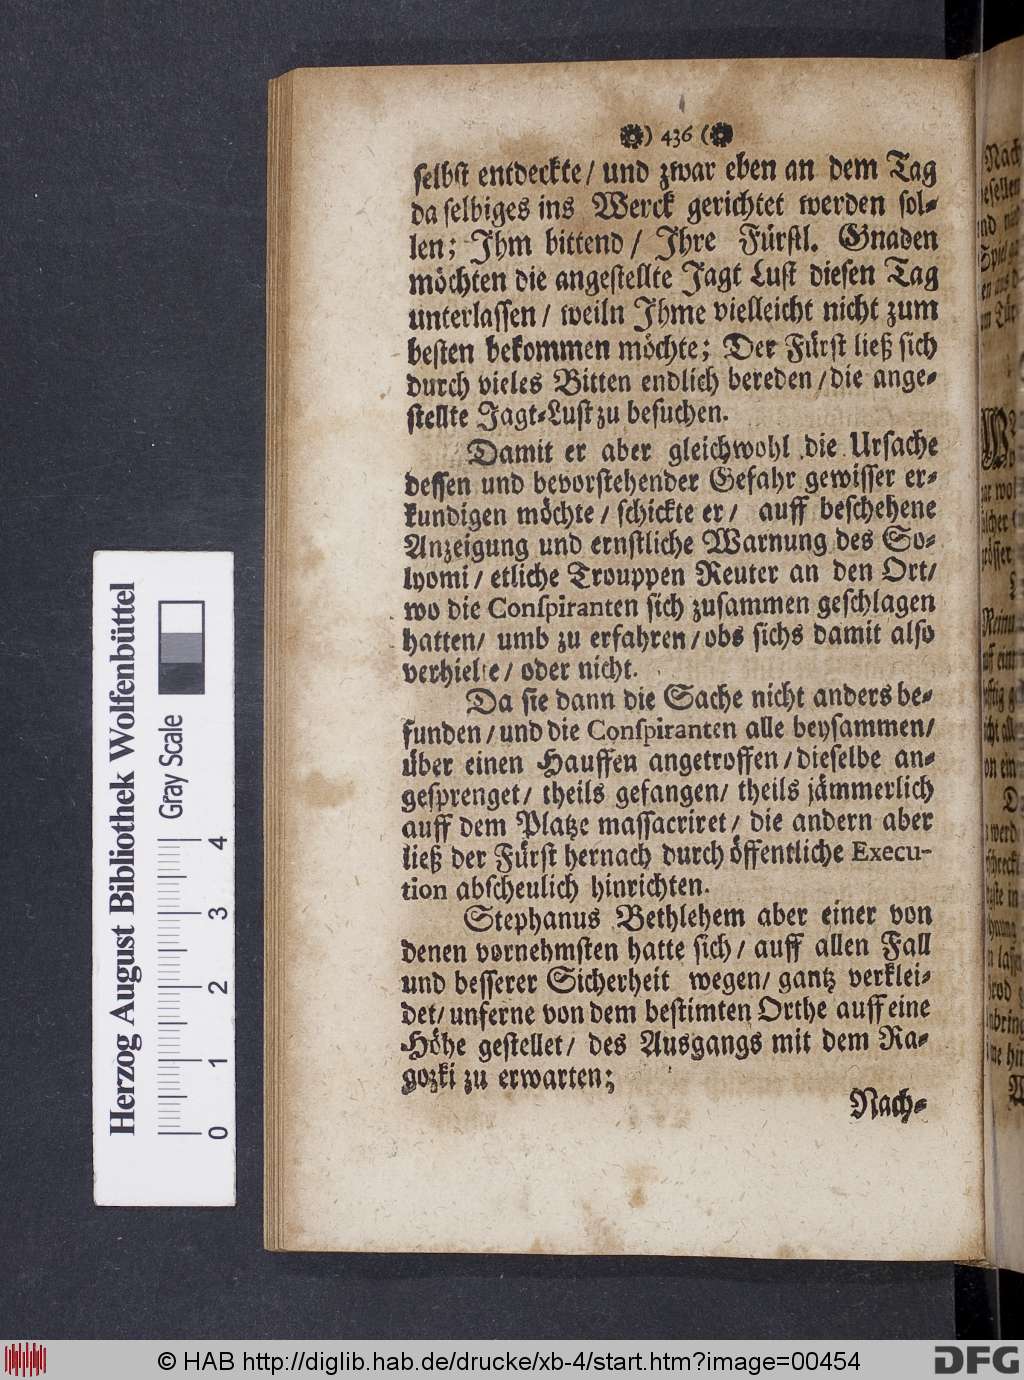 ) 436 (
selbst entdeckte/ und zwar eben an dem Tag
da selbiges ins Werck gerichtet werden sol-
len; Ihm bittend/ Ihre Fürstl. Gnaden
möchten die angestellte Jagt Lust diesen Tag
unterlassen/ weiln Ihme vielleicht nicht zum
besten bekommen möchte; Der Fürst ließ sich
durch vieles Bitten endlich bereden/die ange-
stellte Jagt-Lust zu besuchen.
Damit er aber gleichwohl die Ursache
dessen und bevorstehender Gefahr gewisser er-
kundigen möchte/ schickte er/ auff beschehene
Anzeigung und ernstliche Warnung des So-
lyomi/ etliche Trouppen Reuter an den Ort/
wo die Conspiranten sich zusammen geschlagen
hatten/ umb zu erfahren/obs sichs damit also
verhielte/ oder nicht.
Da sie dann die Sache nicht anders be-
funden/und die Conspiranten alle beysammen/
über einen Hauffen angetroffen/dieselbe an-
gesprenget/ theils gefangen/ theils jämmerlich
auff dem Platze massacriret/ die andern aber
ließ der Fürst hernach durch öffentliche Execu-
tion abscheulich hinrichten.
Stephanus Bethlehem aber einer von
denen vornehmsten hatte sich/ auff allen Fall
und besserer Sicherheit wegen/ gantz verklei-
det/ unferne von dem bestimten Orthe auff eine
Höhe gestellet/ des Ausgangs mit dem Ra-
gozki zu erwarten;
Nach-
Herzog August Bibliothek Wolfenbüttel
Gray Scale
0 1 2 3 4
© HAB http://diglib.hab.de/drucke/xb-4/start.htm?image=00454
DFG